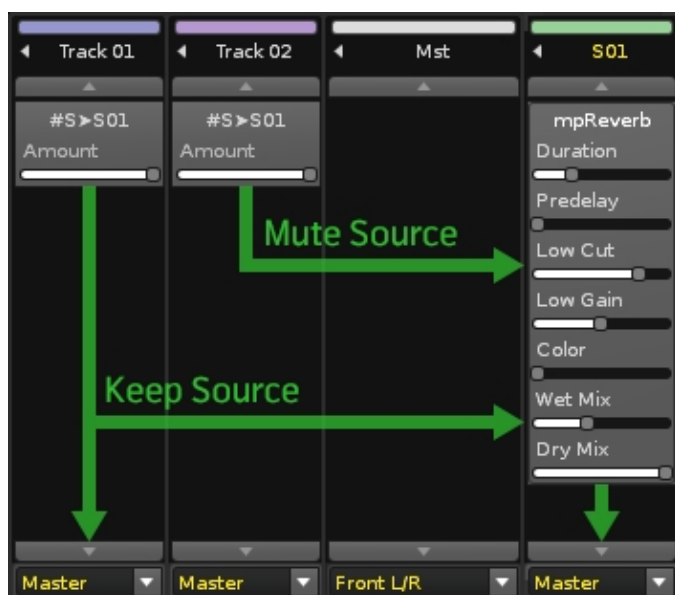 Track 01
Track 02
Mst
S01
#S➤S01
Amount
#S➤S01
Amount
mpReverb
Duration
Predelay
Low Cut
Low Gain
Color
Wet Mix
Dry Mix
Mute Source
Keep Source
Master
Master
Front L/R
Master